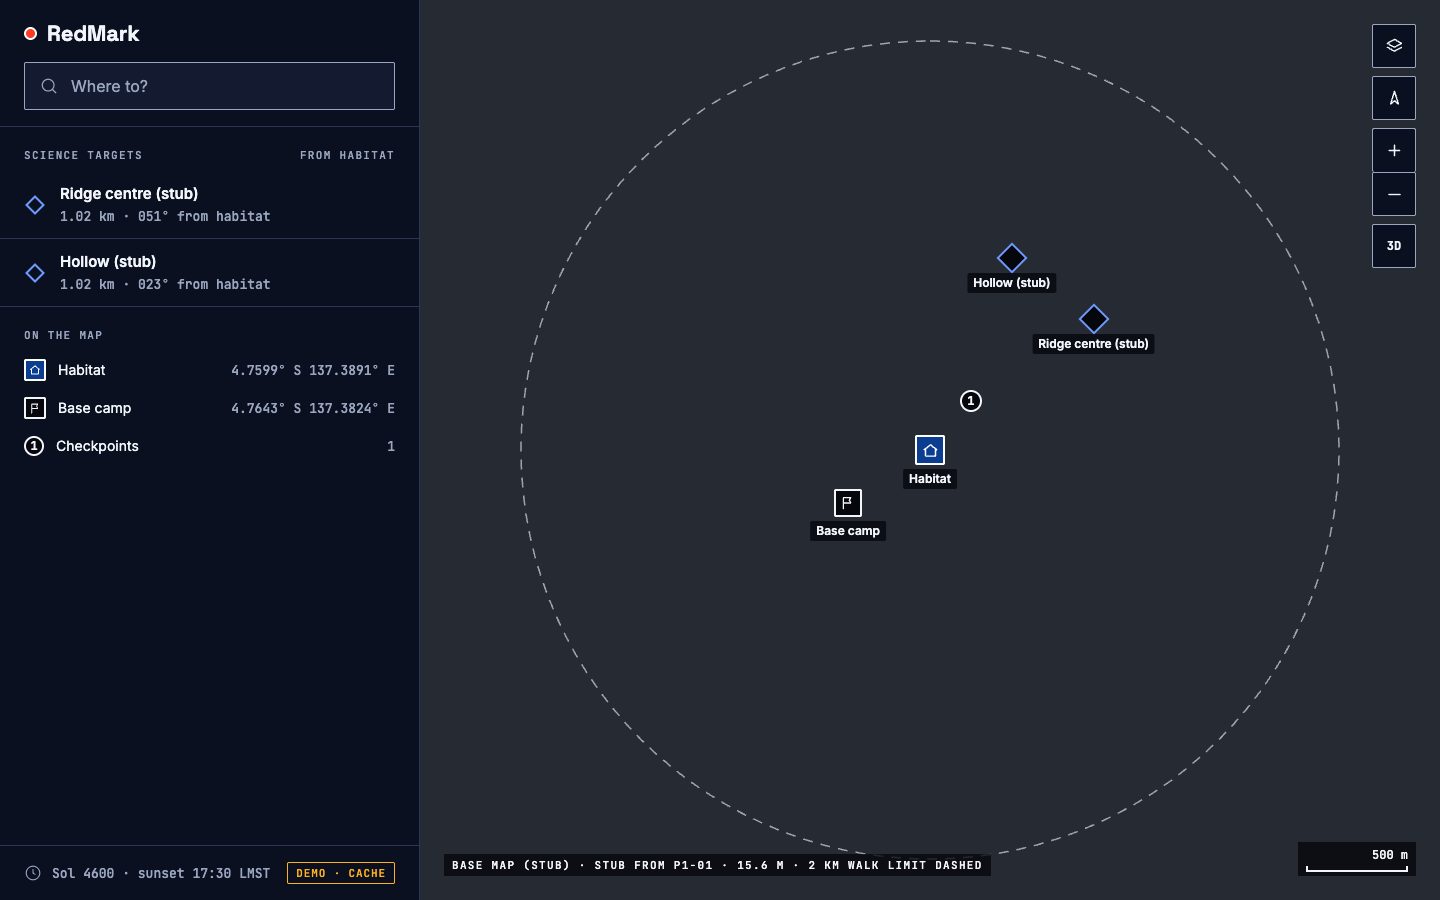 RedMark
Where to?
SCIENCE TARGETS FROM HABITAT
Ridge centre (stub)
1.02 km · 051° from habitat
Hollow (stub)
1.02 km · 023° from habitat
ON THE MAP
Habitat 4.7599° S 137.3891° E
Base camp 4.7643° S 137.3824° E
1 Checkpoints 1
Sol 4600 · sunset 17:30 LMST DEMO · CACHE
3D
Hollow (stub)
Ridge centre (stub)
1
Habitat
Base camp
BASE MAP (STUB) · STUB FROM P1-01 · 15.6 M · 2 KM WALK LIMIT DASHED
500 m